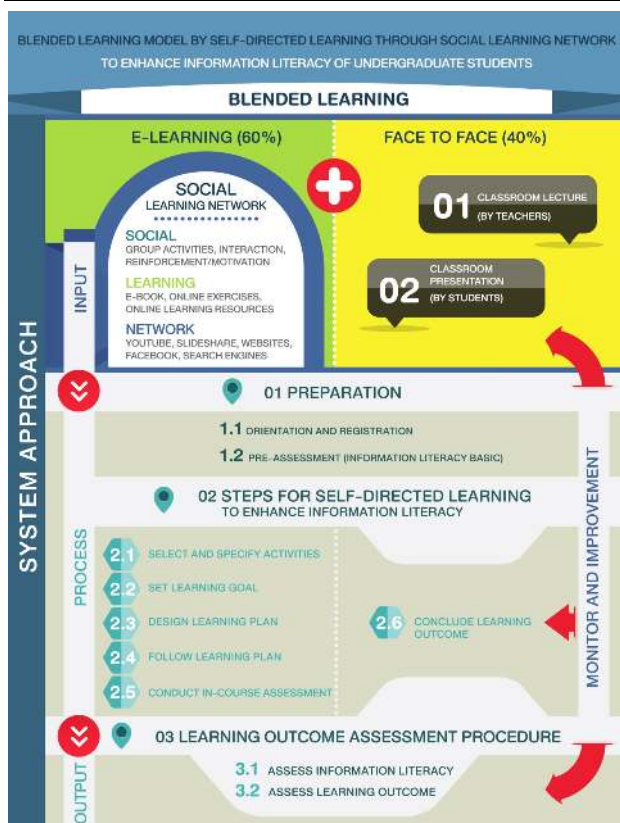 BLENDED LEARNING MODEL BY SELF-DIRECTED LEARNING THROUGH SOCIAL LEARNING NETWORK
TO ENHANCE INFORMATION LITERACY OF UNDERGRADUATE STUDENTS
BLENDED LEARNING
SYSTEM APPROACH
INPUT
E-LEARNING (60%)
SOCIAL
LEARNING NETWORK
SOCIAL
GROUP ACTIVITIES, INTERACTION,
REINFORCEMENT/MOTIVATION
LEARNING
E-BOOK, ONLINE EXERCISES,
ONLINE LEARNING RESOURCES
NETWORK
YOUTUBE, SLIDESHARE, WEBSITES,
FACEBOOK, SEARCH ENGINES
FACE TO FACE (40%)
01 CLASSROOM LECTURE
(BY TEACHERS)
02 CLASSROOM
PRESENTATION
(BY STUDENTS)
PROCESS
01 PREPARATION
1.1 ORIENTATION AND REGISTRATION
1.2 PRE-ASSESSMENT (INFORMATION LITERACY BASIC)
02 STEPS FOR SELF-DIRECTED LEARNING
TO ENHANCE INFORMATION LITERACY
2.1 SELECT AND SPECIFY ACTIVITIES
2.2 SET LEARNING GOAL
2.3 DESIGN LEARNING PLAN
2.4 FOLLOW LEARNING PLAN
2.5 CONDUCT IN-COURSE ASSESSMENT
2.6 CONCLUDE LEARNING
OUTCOME
MONITOR AND IMPROVEMENT
OUTPUT
03 LEARNING OUTCOME ASSESSMENT PROCEDURE
3.1 ASSESS INFORMATION LITERACY
3.2 ASSESS LEARNING OUTCOME